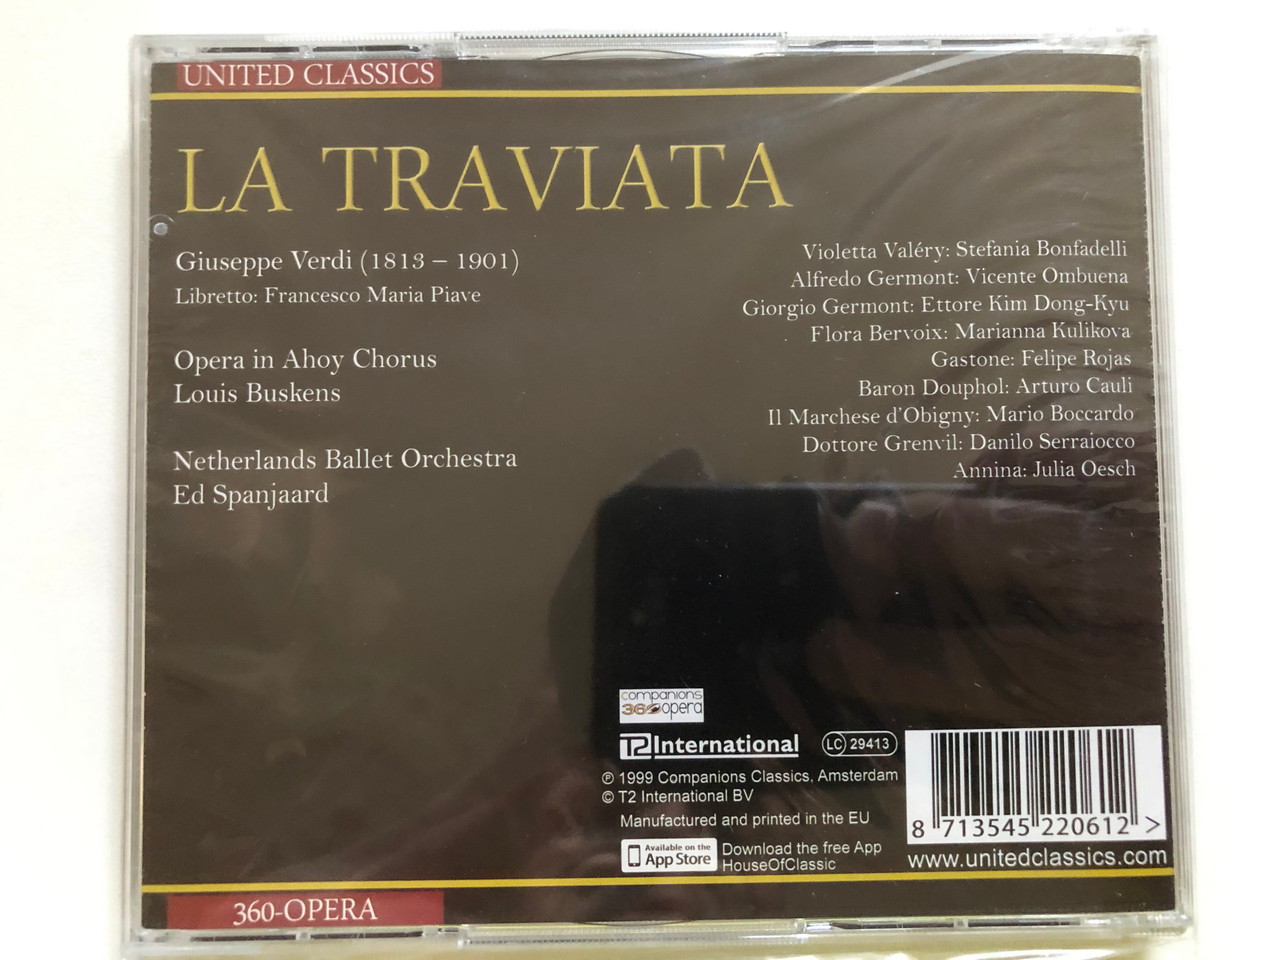 UNITED CLASSICS
LA TRAVIATA
Giuseppe Verdi (1813 – 1901)
Libretto: Francesco Maria Piave
Opera in Ahoy Chorus
Louis Buskens
Netherlands Ballet Orchestra
Ed Spanjaard
Violetta Valéry: Stefania Bonfadelli
Alfredo Germont: Vicente Ombuena
Giorgio Germont: Ettore Kim Dong-Kyu
Flora Bervoix: Marianna Kulikova
Gastone: Felipe Rojas
Baron Douphol: Arturo Cauli
Il Marchese d'Obigny: Mario Boccardo
Dottore Grenvil: Danilo Serraiocco
Annina: Julia Oesch
companions
360 opera
T2 International LC 29413
℗ 1999 Companions Classics, Amsterdam
© T2 International BV
Manufactured and printed in the EU
Available on the
App Store
Download the free App
HouseOfClassic
8 713545 220612 >
www.unitedclassics.com
360-OPERA